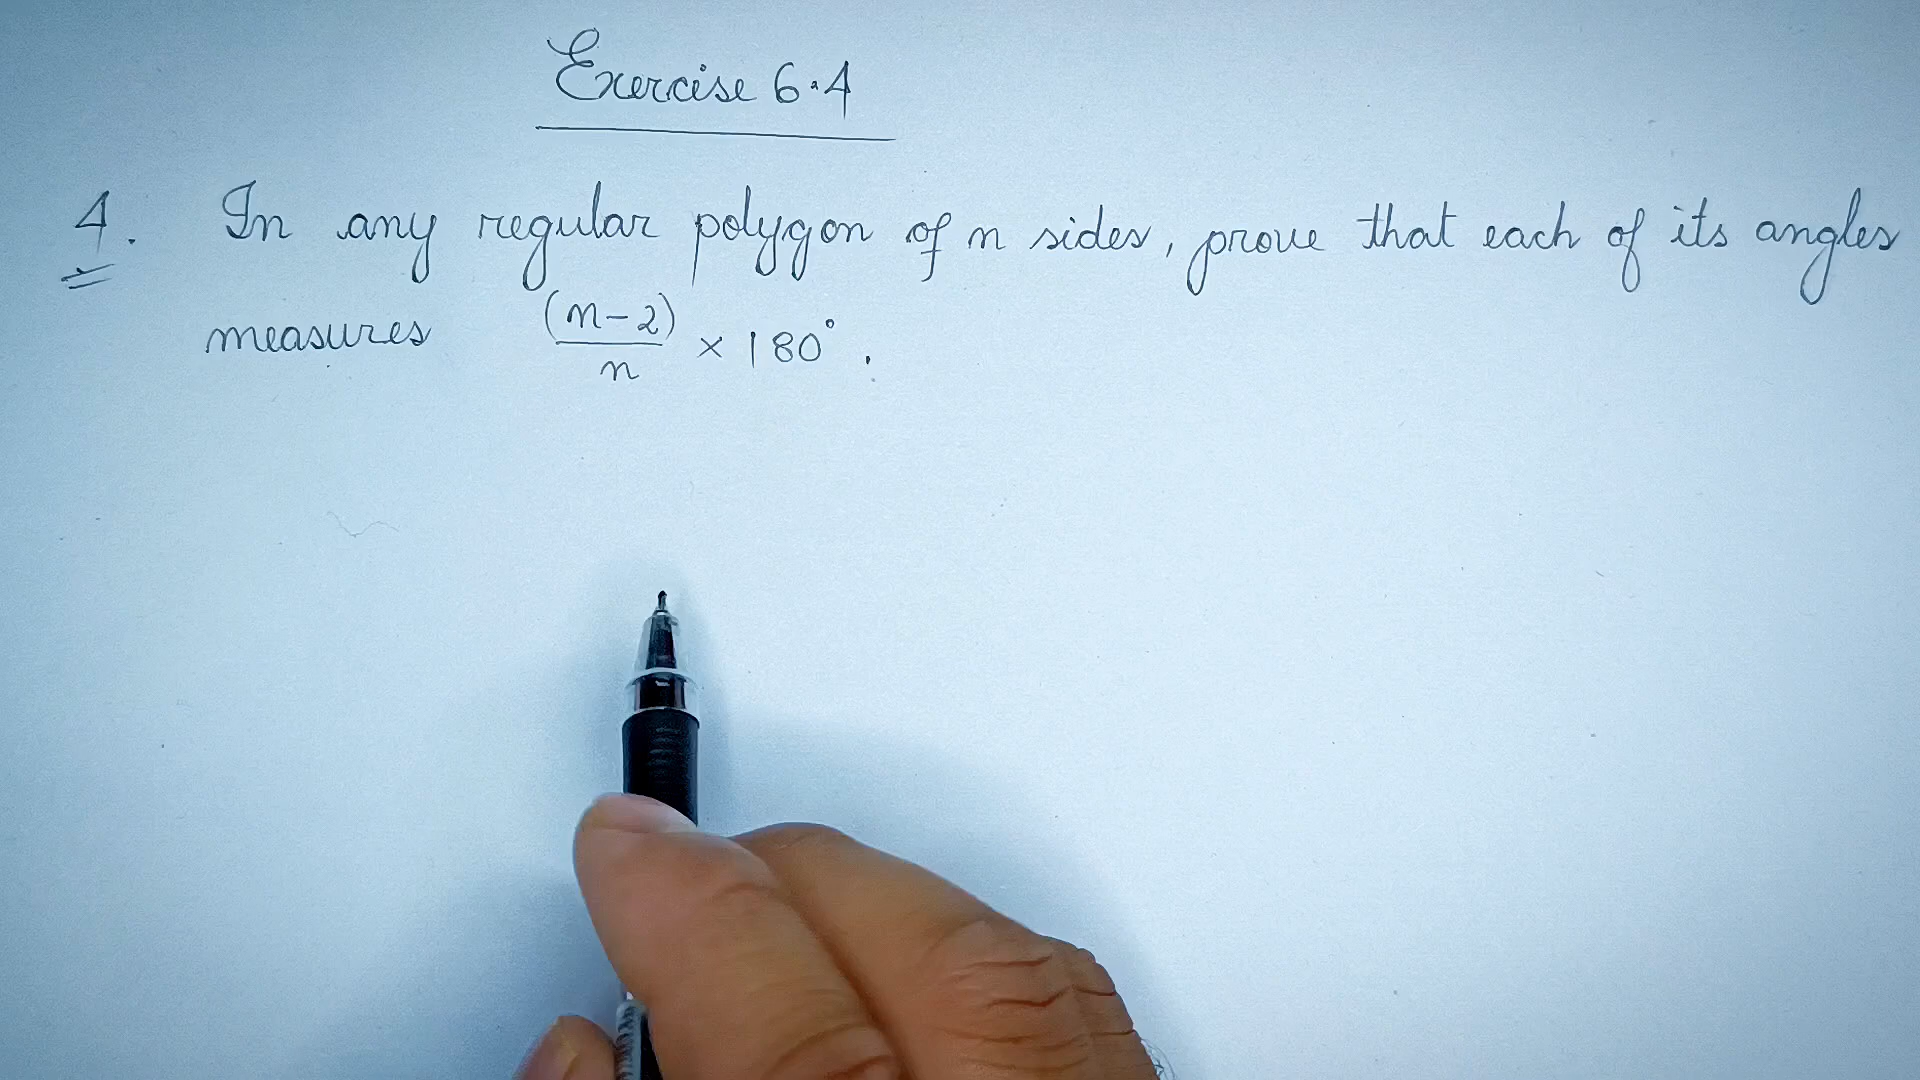 Exercise 6.4
4. In any regular polygon of n sides, prove that each of its angles
measures (n-2)/n × 180°.